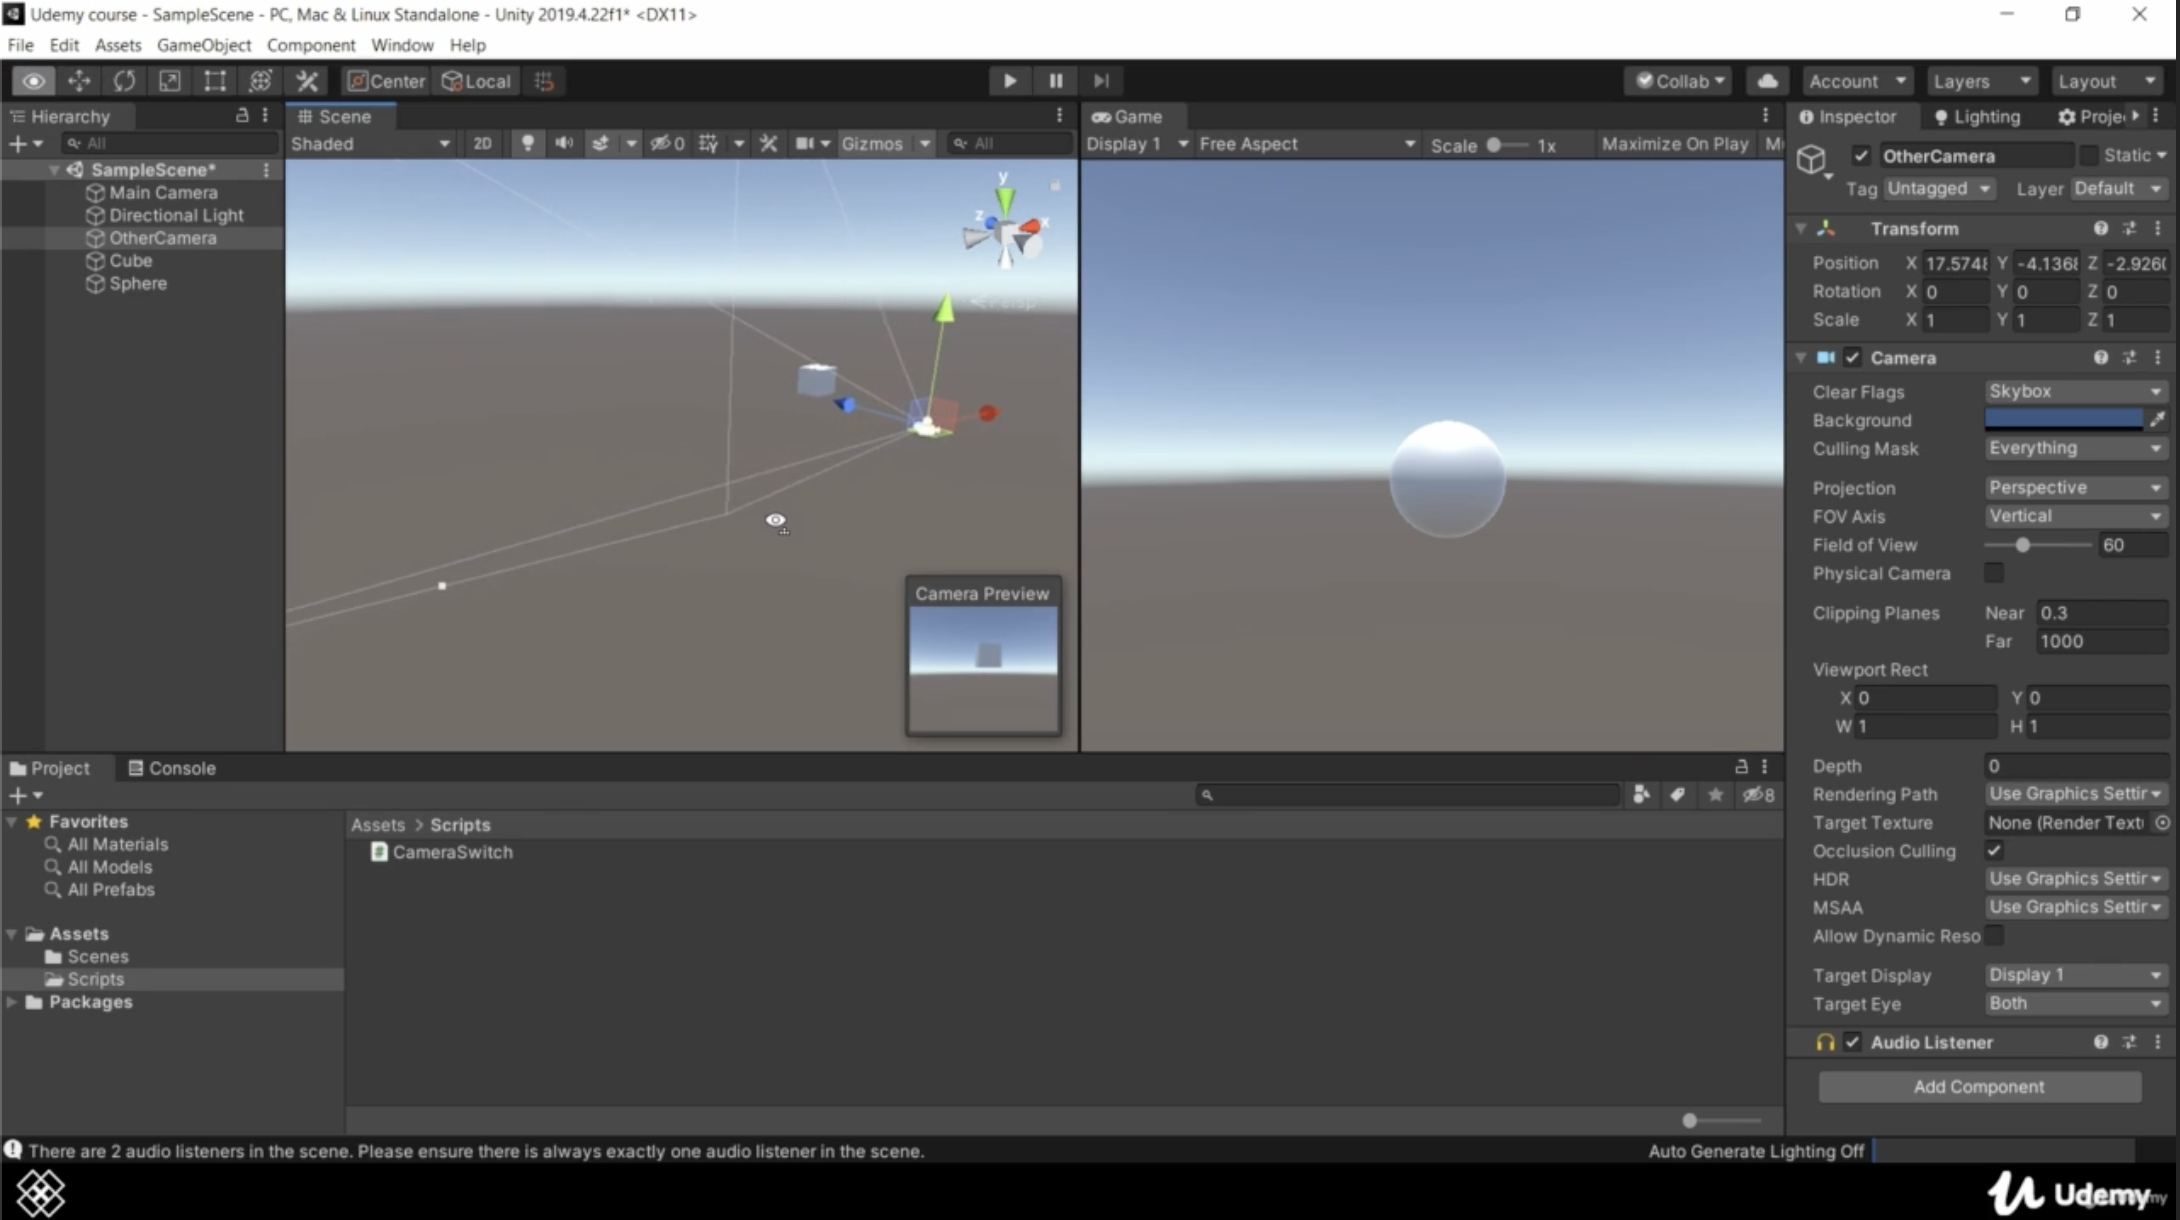 Udemy course - SampleScene - PC, Mac & Linux Standalone - Unity 2019.4.22f1* <DX11>
File Edit Assets GameObject Component Window Help
Center Local Collab Account Layers Layout
Hierarchy
All
SampleScene*
Main Camera
Directional Light
OtherCamera
Cube
Sphere
Scene
Shaded 2D 0 Gizmos All
y
z x
Persp
Camera Preview
Game
Display 1 Free Aspect Scale 1x Maximize On Play M
Inspector Lighting Proje
OtherCamera Static
Tag Untagged Layer Default
Transform
Position X 17.574 Y -4.136 Z -2.926
Rotation X 0 Y 0 Z 0
Scale X 1 Y 1 Z 1
Camera
Clear Flags Skybox
Background
Culling Mask Everything
Projection Perspective
FOV Axis Vertical
Field of View 60
Physical Camera
Clipping Planes Near 0.3
Far 1000
Viewport Rect
X 0 Y 0
W 1 H 1
Depth 0
Rendering Path Use Graphics Settir
Target Texture None (Render Text
Occlusion Culling
HDR Use Graphics Settir
MSAA Use Graphics Settir
Allow Dynamic Reso
Target Display Display 1
Target Eye Both
Audio Listener
Add Component
Project Console
8
Favorites
All Materials
All Models
All Prefabs
Assets
Scenes
Scripts
Packages
Assets > Scripts
CameraSwitch
There are 2 audio listeners in the scene. Please ensure there is always exactly one audio listener in the scene.
Auto Generate Lighting Off
Udemy